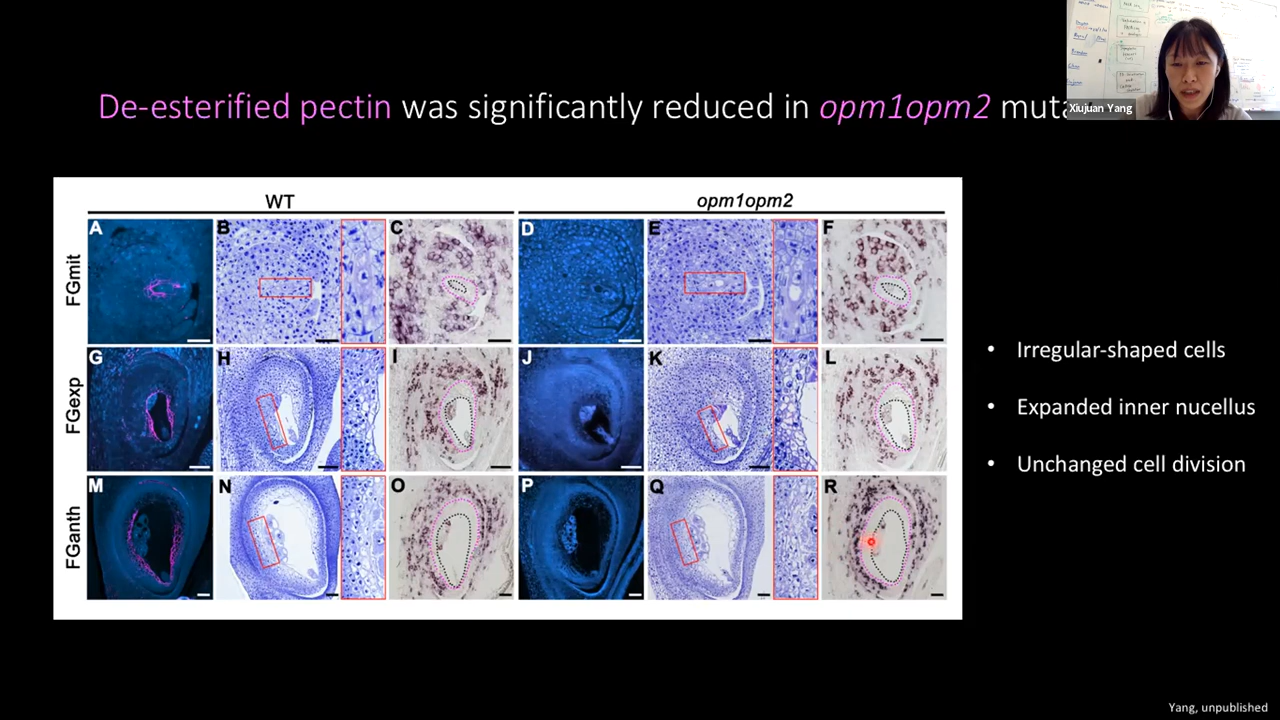 De-esterified pectin was significantly reduced in opm1opm2
Xiujuan Yang
WT
opm1opm2
FGmit
A
B
C
D
E
F
FGexp
G
H
I
J
K
L
FGanth
M
N
O
P
Q
R
• Irregular-shaped cells
• Expanded inner nucellus
• Unchanged cell division
Yang, unpublished